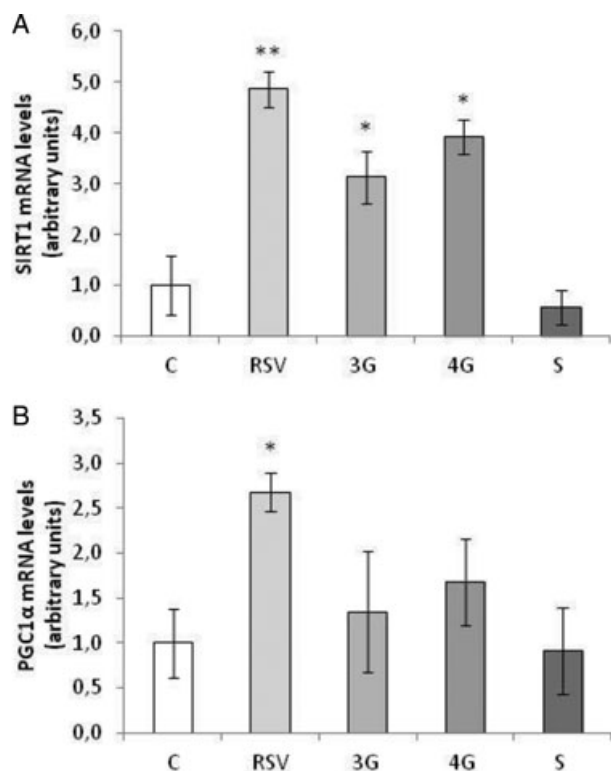 A
SIRT1 mRNA levels
(arbitrary units)
6,0
5,0
4,0
3,0
2,0
1,0
0,0
**
*
*
C RSV 3G 4G S
B
PGC1α mRNA levels
(arbitrary units)
3,5
3,0
2,5
2,0
1,5
1,0
0,5
0,0
*
C RSV 3G 4G S